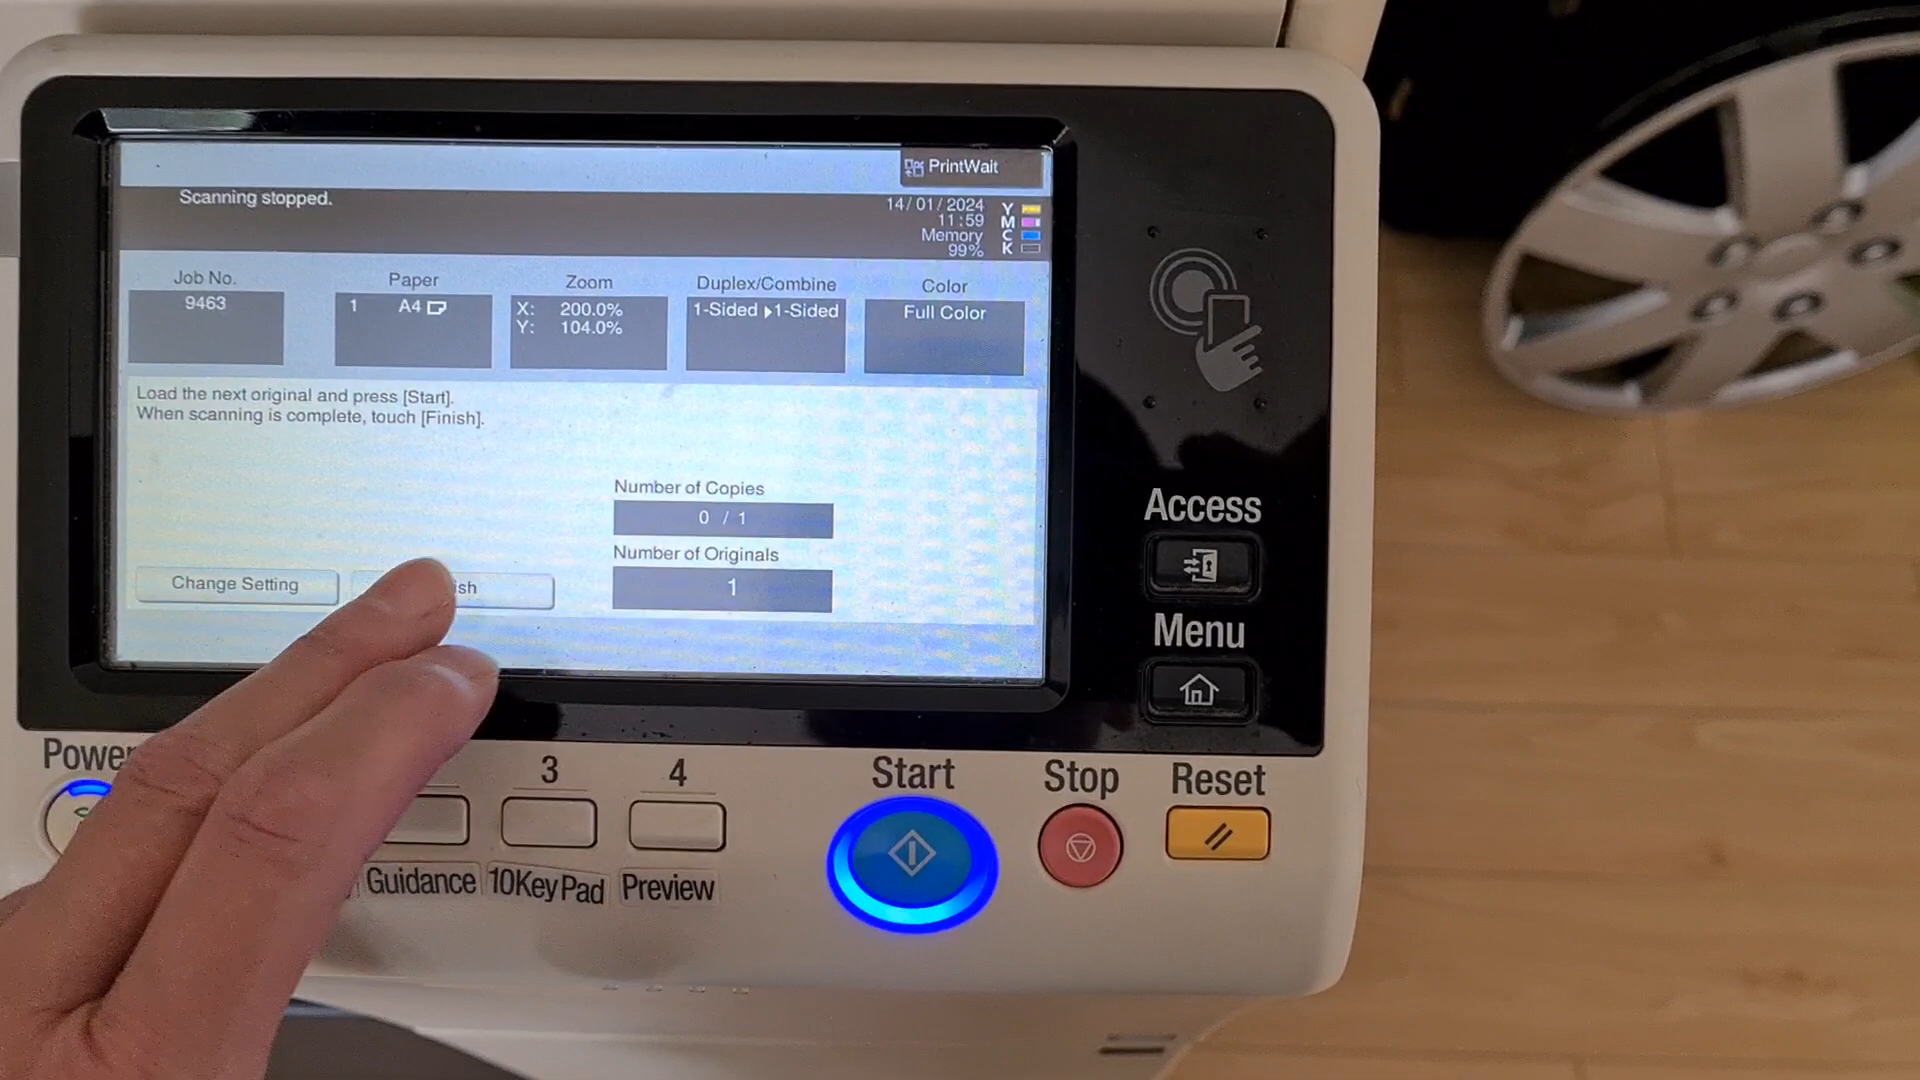 PrintWait
Scanning stopped.
14/01/2024
11:59
Memory
99%
Y
M
C
K
Job No.
9463
Paper
1 A4
Zoom
X: 200.0%
Y: 104.0%
Duplex/Combine
1-Sided ▶1-Sided
Color
Full Color
Load the next original and press [Start].
When scanning is complete, touch [Finish].
Number of Copies
0 / 1
Number of Originals
1
Change Setting
ish
Access
Menu
Power
3
4
Start
Stop
Reset
Guidance
10KeyPad
Preview